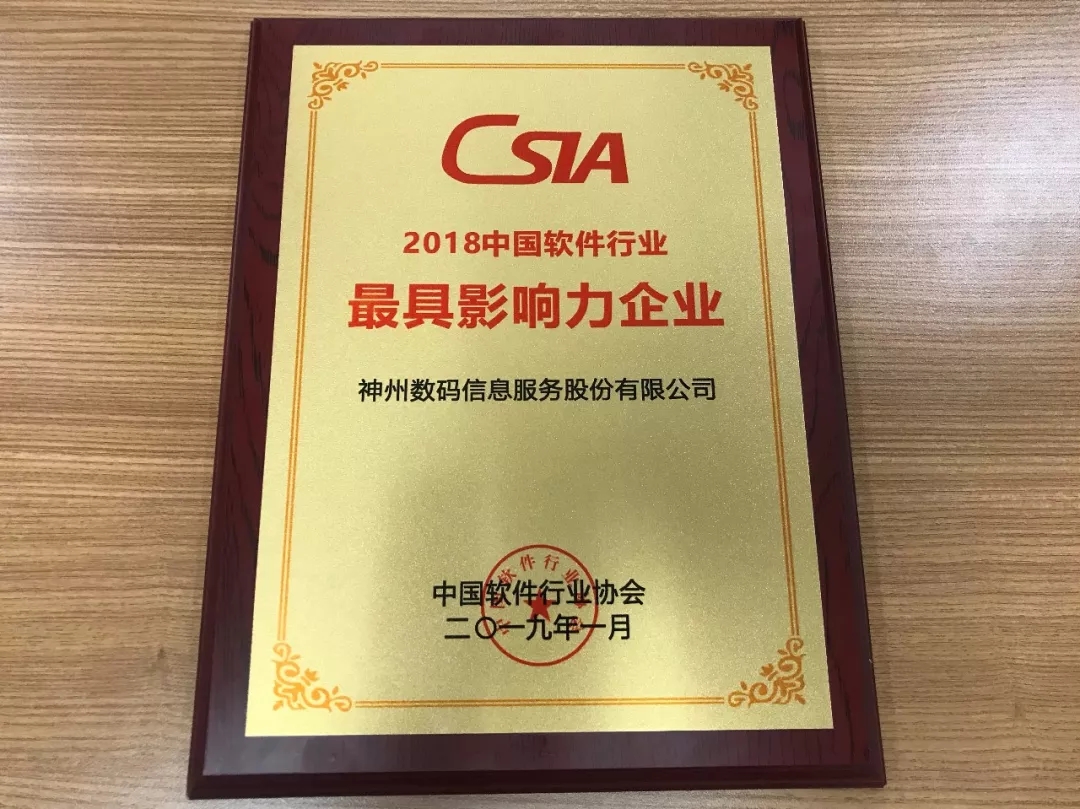 CSIA
2018中国软件行业
最具影响力企业
神州数码信息服务股份有限公司
中国软件行业协会
二〇一九年一月